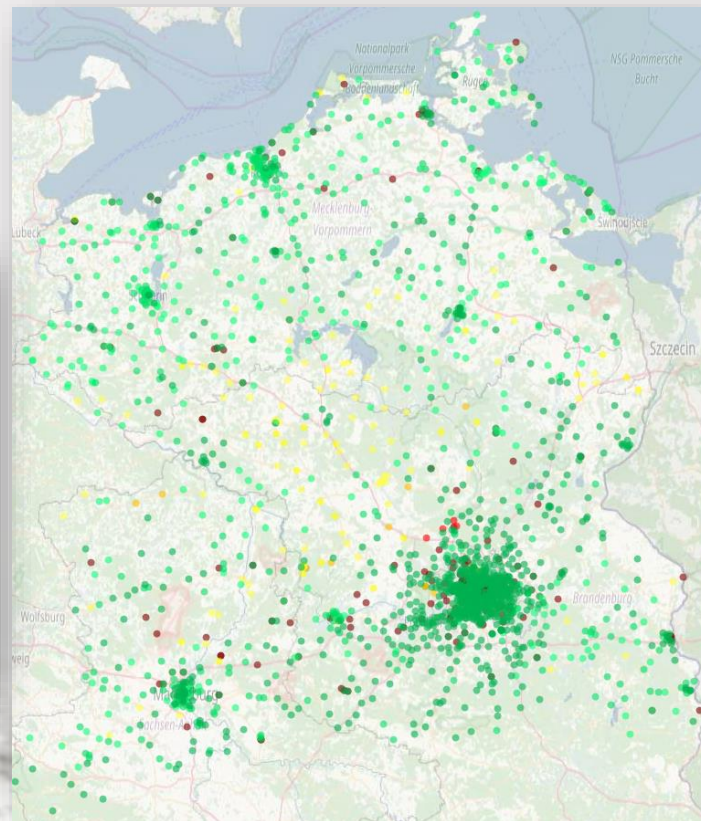 Nationalpark
Vorpommersche
Boddenlandschaft
Rügen
NSG Pommersche
Bucht
Mecklenburg-
Vorpommern
Lübeck
Świnoujście
Szczecin
Wolfsburg
Brandenburg